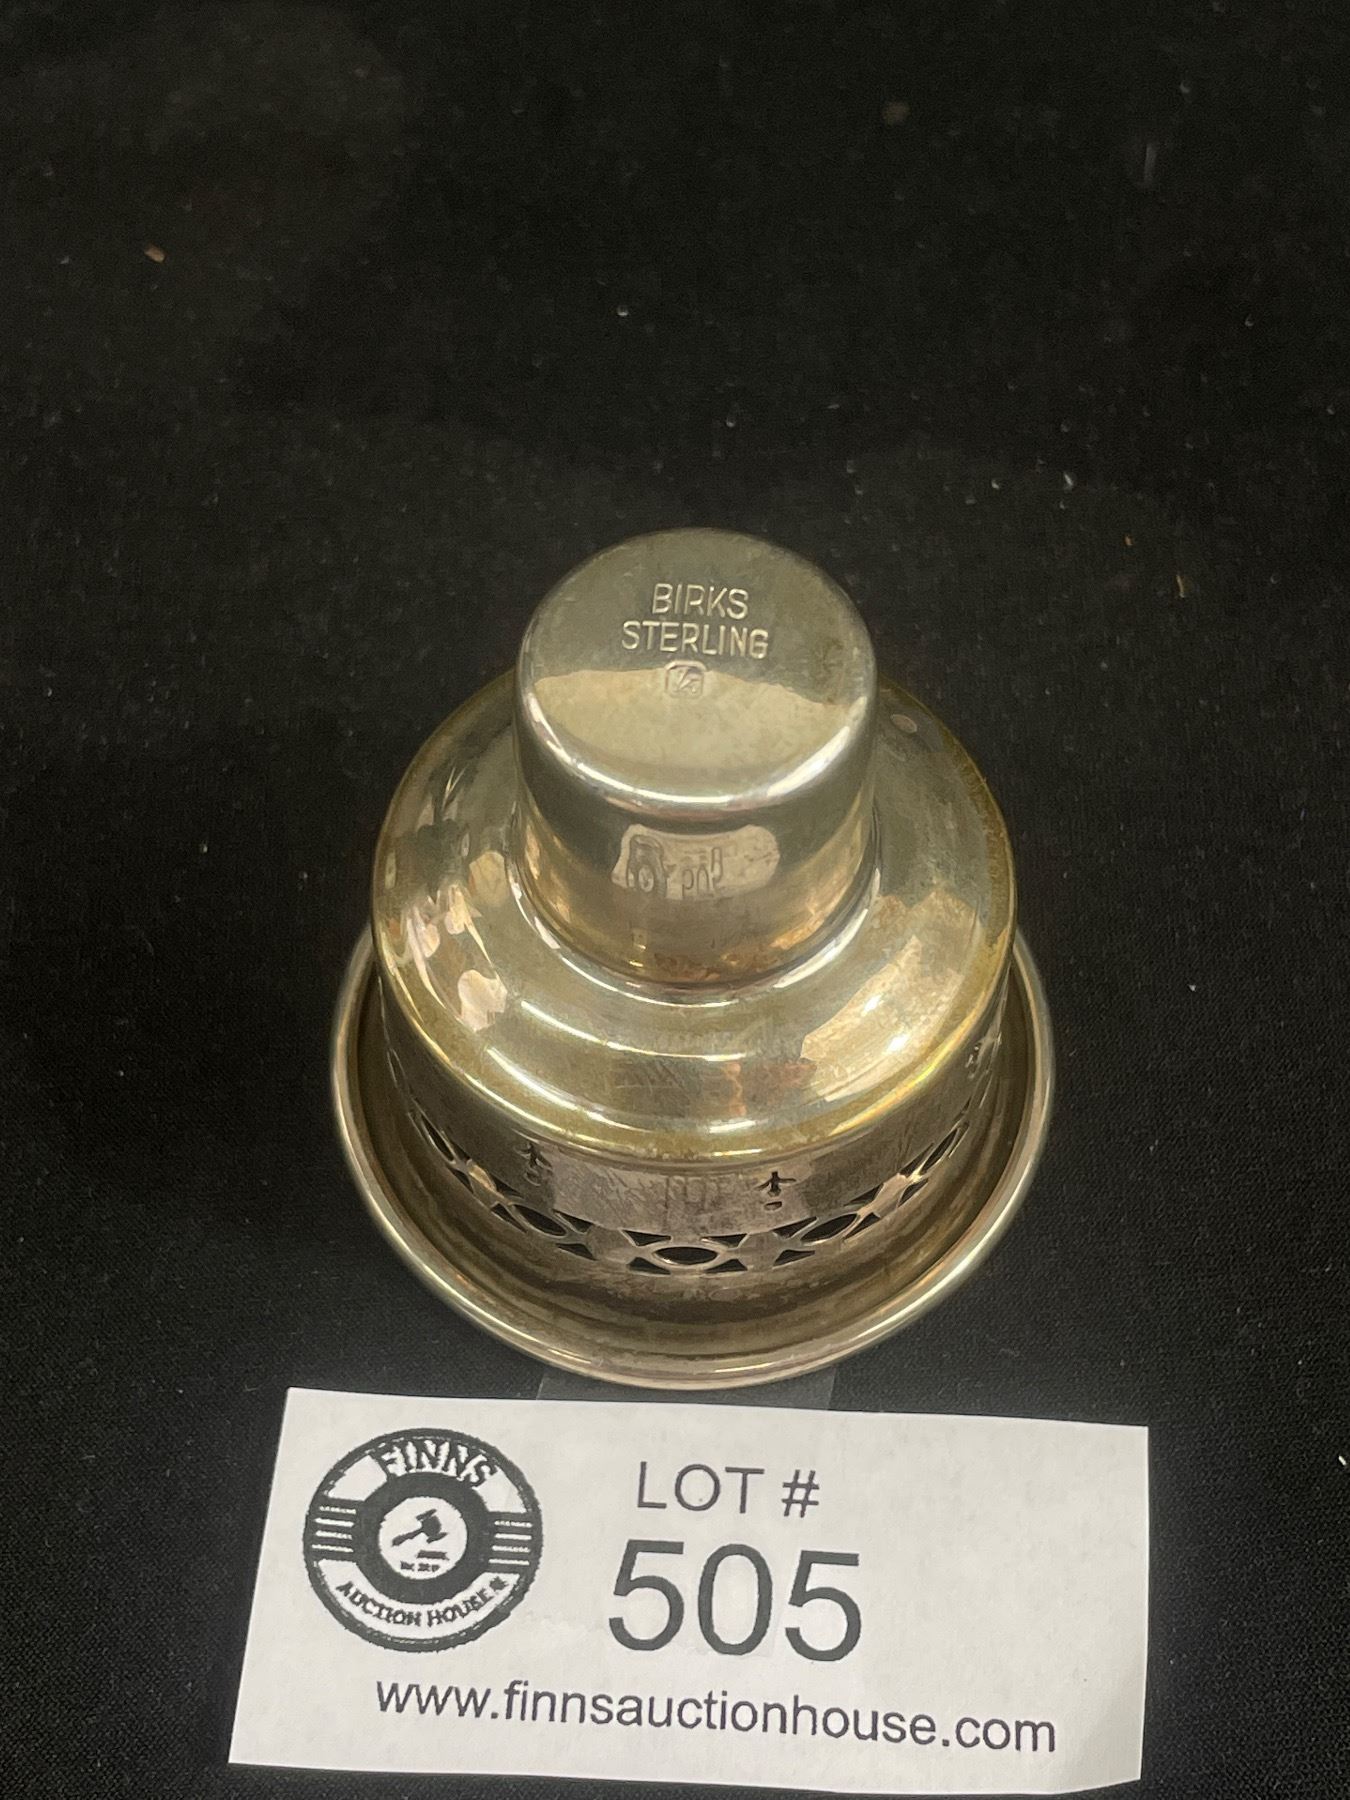 BIRKS
STERLING
FINNS
AUCTION HOUSE
LOT #
505
www.finnsauctionhouse.com